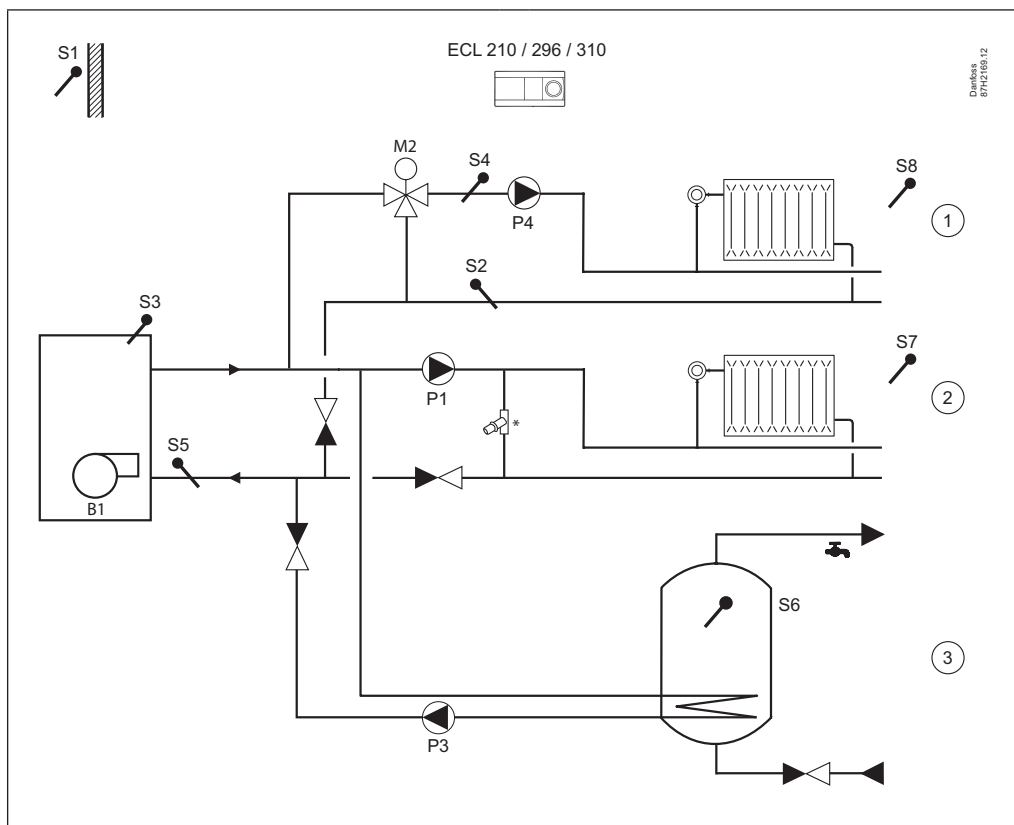 S1
ECL 210 / 296 / 310
Danfoss
87H2169.12
M2
S4
S8
P4
1
S2
S3
S7
P1
2
*
S5
B1
S6
3
P3